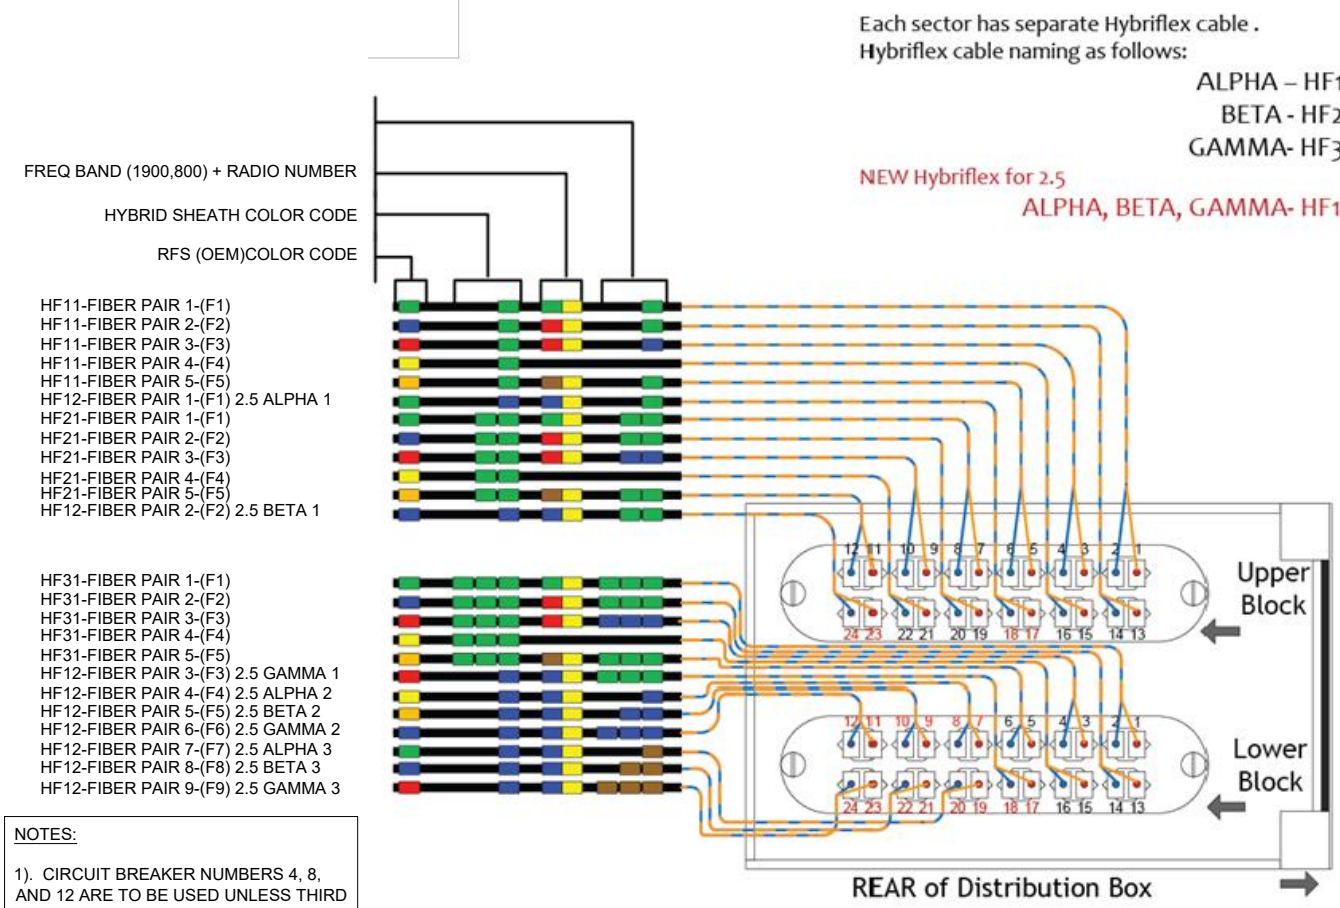 Each sector has separate Hybriflex cable .
Hybriflex cable naming as follows:
ALPHA – HF1
BETA - HF2
GAMMA- HF3
NEW Hybriflex for 2.5
ALPHA, BETA, GAMMA- HF1
FREQ BAND (1900,800) + RADIO NUMBER
HYBRID SHEATH COLOR CODE
RFS (OEM)COLOR CODE
HF11-FIBER PAIR 1-(F1)
HF11-FIBER PAIR 2-(F2)
HF11-FIBER PAIR 3-(F3)
HF11-FIBER PAIR 4-(F4)
HF11-FIBER PAIR 5-(F5)
HF12-FIBER PAIR 1-(F1) 2.5 ALPHA 1
HF21-FIBER PAIR 1-(F1)
HF21-FIBER PAIR 2-(F2)
HF21-FIBER PAIR 3-(F3)
HF21-FIBER PAIR 4-(F4)
HF21-FIBER PAIR 5-(F5)
HF12-FIBER PAIR 2-(F2) 2.5 BETA 1
12 11 10 9 8 7 6 5 4 3 2 1
24 23 22 21 20 19 18 17 16 15 14 13
Upper
Block
HF31-FIBER PAIR 1-(F1)
HF31-FIBER PAIR 2-(F2)
HF31-FIBER PAIR 3-(F3)
HF31-FIBER PAIR 4-(F4)
HF31-FIBER PAIR 5-(F5)
HF12-FIBER PAIR 3-(F3) 2.5 GAMMA 1
HF12-FIBER PAIR 4-(F4) 2.5 ALPHA 2
HF12-FIBER PAIR 5-(F5) 2.5 BETA 2
HF12-FIBER PAIR 6-(F6) 2.5 GAMMA 2
HF12-FIBER PAIR 7-(F7) 2.5 ALPHA 3
HF12-FIBER PAIR 8-(F8) 2.5 BETA 3
HF12-FIBER PAIR 9-(F9) 2.5 GAMMA 3
12 11 10 9 8 7 6 5 4 3 2 1
24 23 22 21 20 19 18 17 16 15 14 13
Lower
Block
REAR of Distribution Box
NOTES:
1). CIRCUIT BREAKER NUMBERS 4, 8,
AND 12 ARE TO BE USED UNLESS THIRD